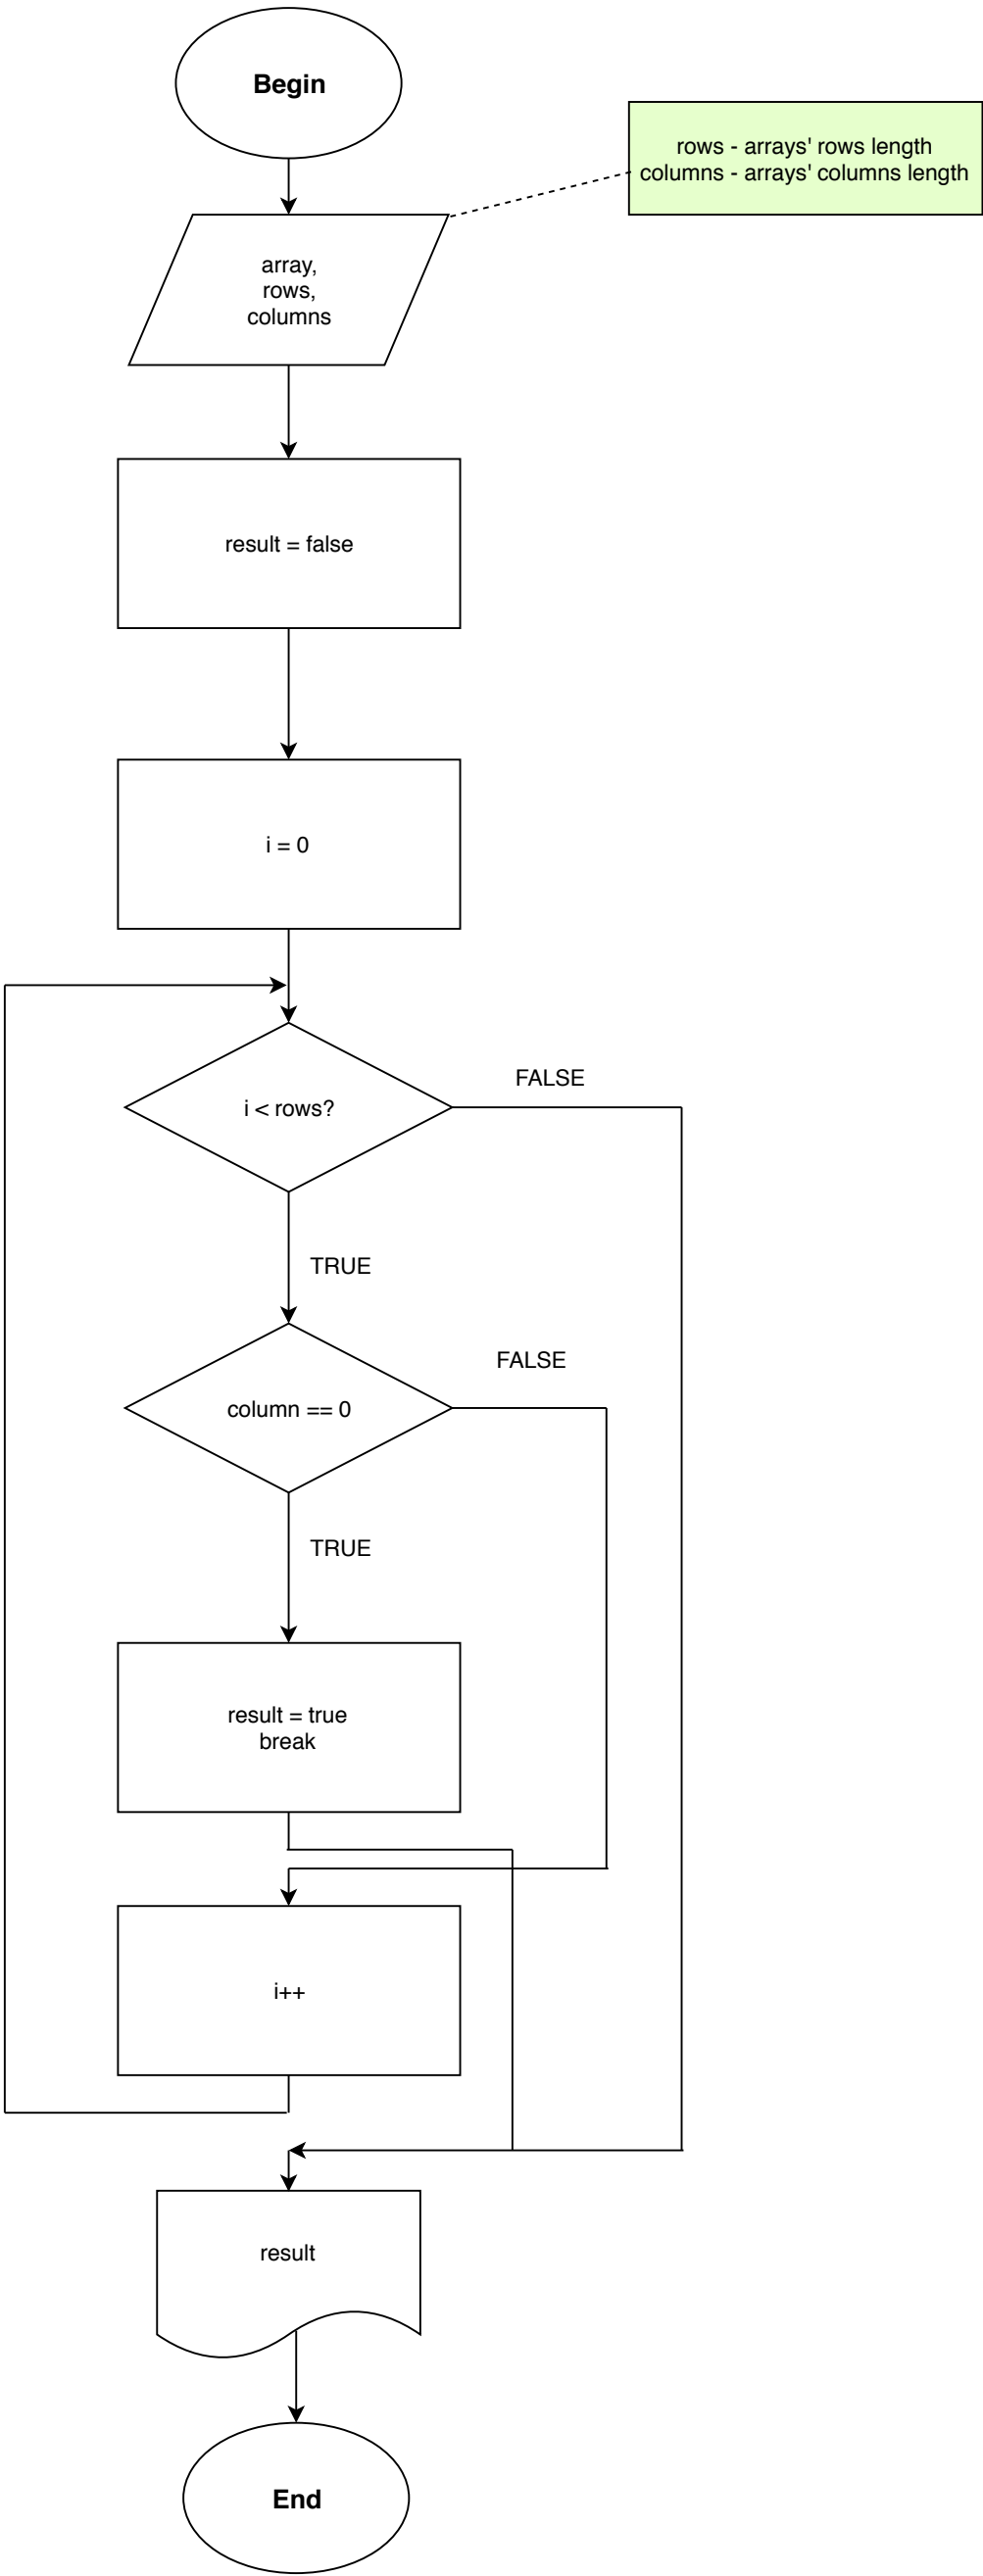 Begin
rows - arrays' rows length
columns - arrays' columns length
array,
rows,
columns
result = false
i = 0
i < rows?
FALSE
TRUE
column == 0
FALSE
TRUE
result = true
break
i++
result
End